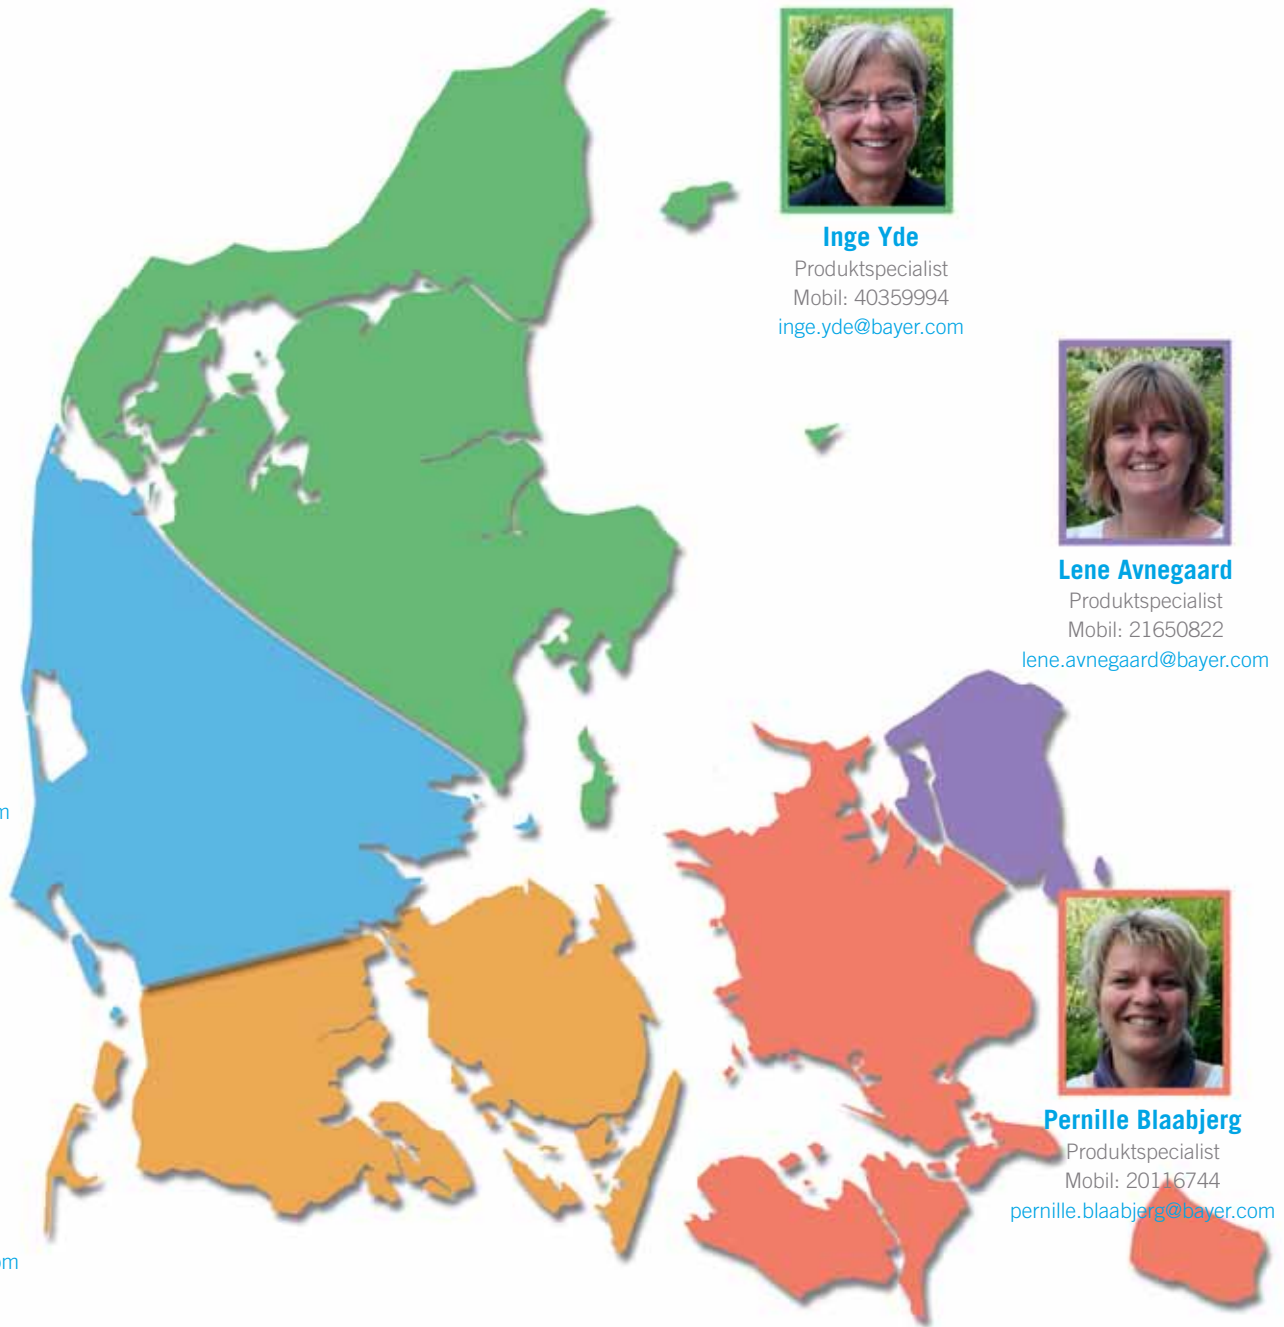 Inge Yde
Produktspecialist
Mobil: 40359994
inge.yde@bayer.com
Lene Avnegaard
Produktspecialist
Mobil: 21650822
lene.avnegaard@bayer.com
Pernille Blaabjerg
Produktspecialist
Mobil: 20116744
pernille.blaabjerg@bayer.com